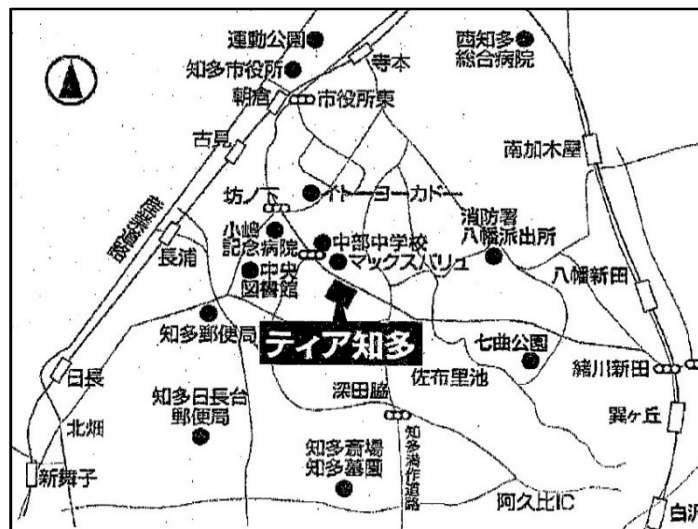 運動公園
知多市役所
朝倉
市役所東
寺本
西知多
総合病院
古見
南加木屋
坊ノ下
イトーヨーカドー
小嶋
記念病院
中部中学校
消防署
八幡派出所
長浦
中央
図書館
マックスバリュ
八幡新田
知多郵便局
ティア知多
七曲公園
佐布里池
緒川新田
日長
知多日長台
郵便局
深田脇
北畑
巽ヶ丘
新舞子
知多斎場
知多墓園
知多満作道路
阿久比IC
白沢